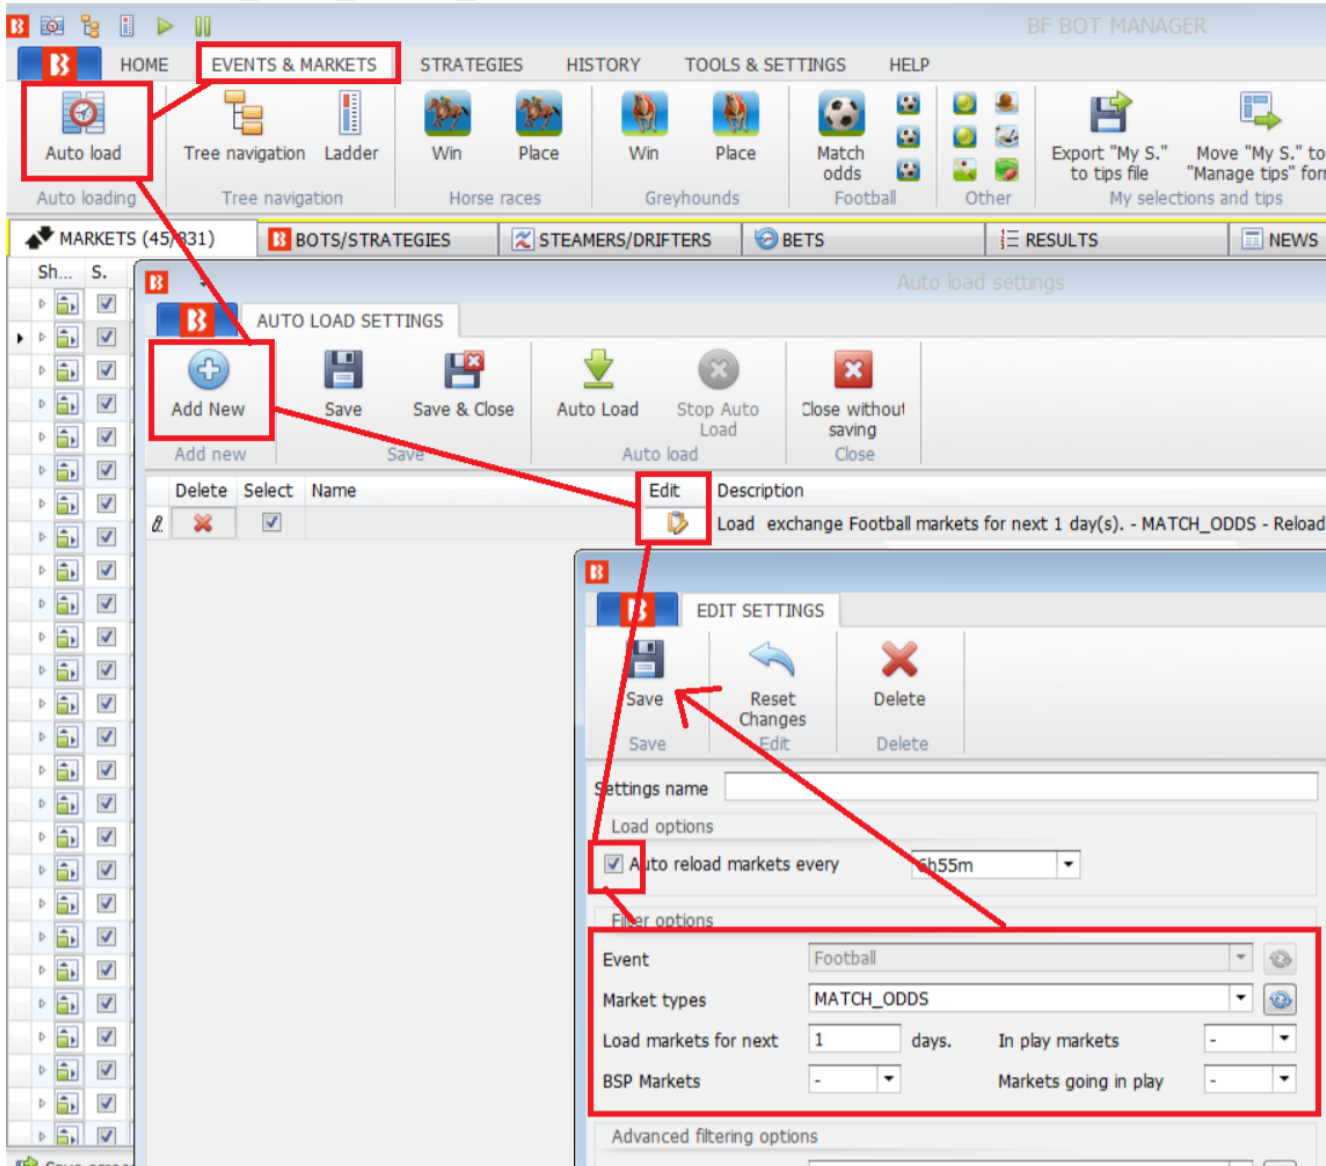 BF BOT MANAGER
HOME EVENTS & MARKETS STRATEGIES HISTORY TOOLS & SETTINGS HELP
Auto load Tree navigation Ladder Win Place Win Place Match odds Export "My S." to tips file Move "My S." to "Manage tips" for
Auto loading Tree navigation Horse races Greyhounds Football Other My selections and tips
MARKETS (45/831) BOTS/STRATEGIES STEAMERS/DRIFTERS BETS RESULTS NEWS
Sh... S.
Auto load settings
AUTO LOAD SETTINGS
Add New Save Save & Close Auto Load Stop Auto Load Close without saving
Add new Save Auto load Close
Delete Select Name Edit Description
Load exchange Football markets for next 1 day(s). - MATCH_ODDS - Reload
EDIT SETTINGS
Save Reset Changes Delete
Save Edit Delete
Settings name
Load options
Auto reload markets every 6h55m
Filter options
Event Football
Market types MATCH_ODDS
Load markets for next 1 days. In play markets -
BSP Markets - Markets going in play -
Advanced filtering options